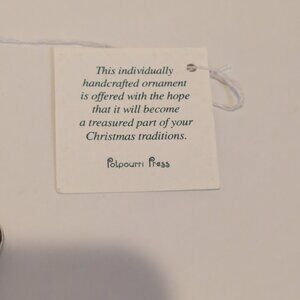 This individually
handcrafted ornament
is offered with the hope
that it will become
a treasured part of your
Christmas traditions.
Potpourri Press